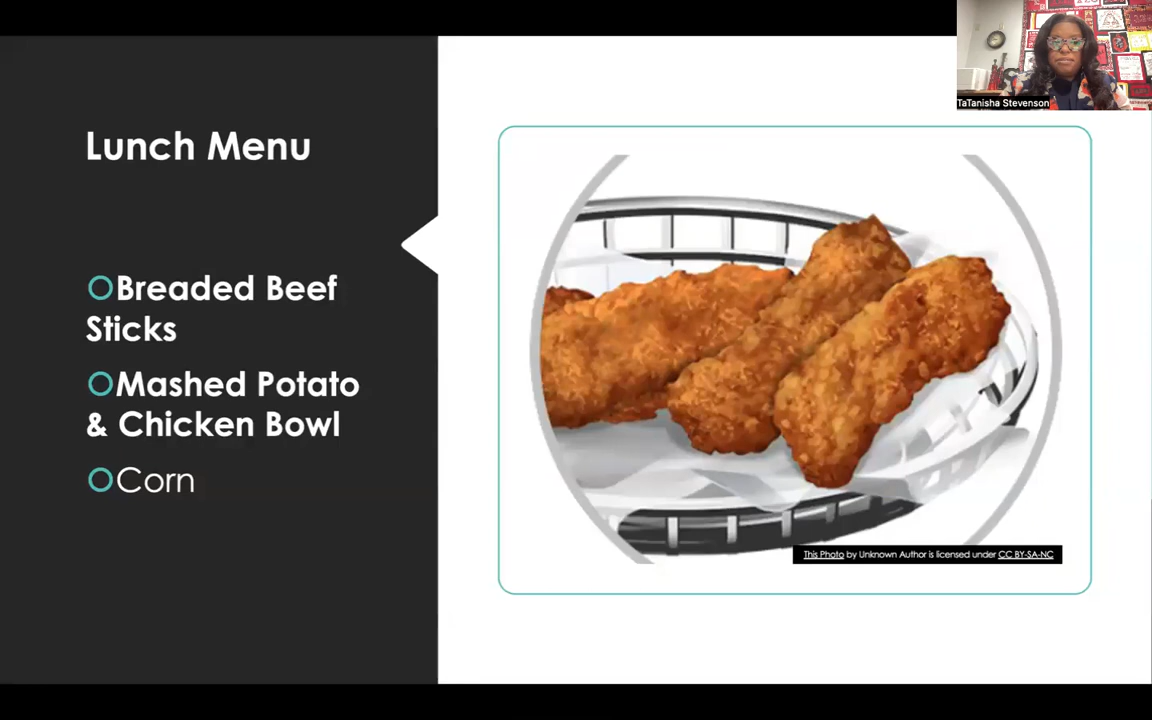 TaTanisha Stevenson
Lunch Menu
Breaded Beef
Sticks
Mashed Potato
& Chicken Bowl
Corn
This Photo by Unknown Author is licensed under CC BY-SA-NC